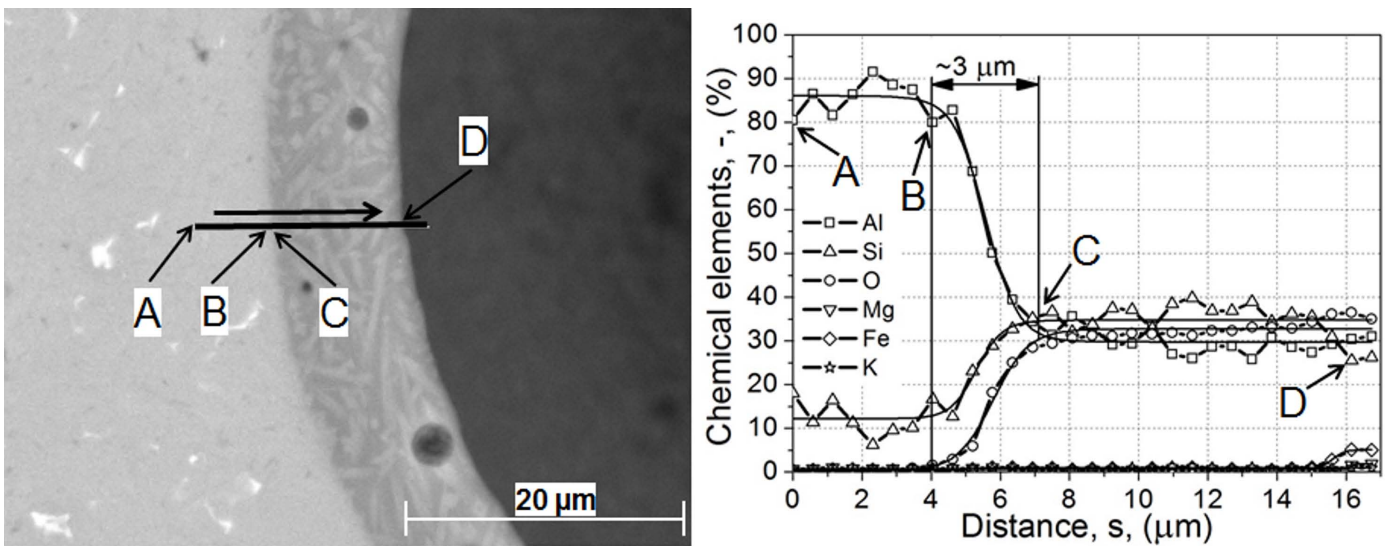 D
A
B
C
20 µm
100
90
80
70
60
50
40
30
20
10
0
Chemical elements, -, (%)
~3 µm
A
B
C
D
Al
Si
O
Mg
Fe
K
0 2 4 6 8 10 12 14 16
Distance, s, (µm)